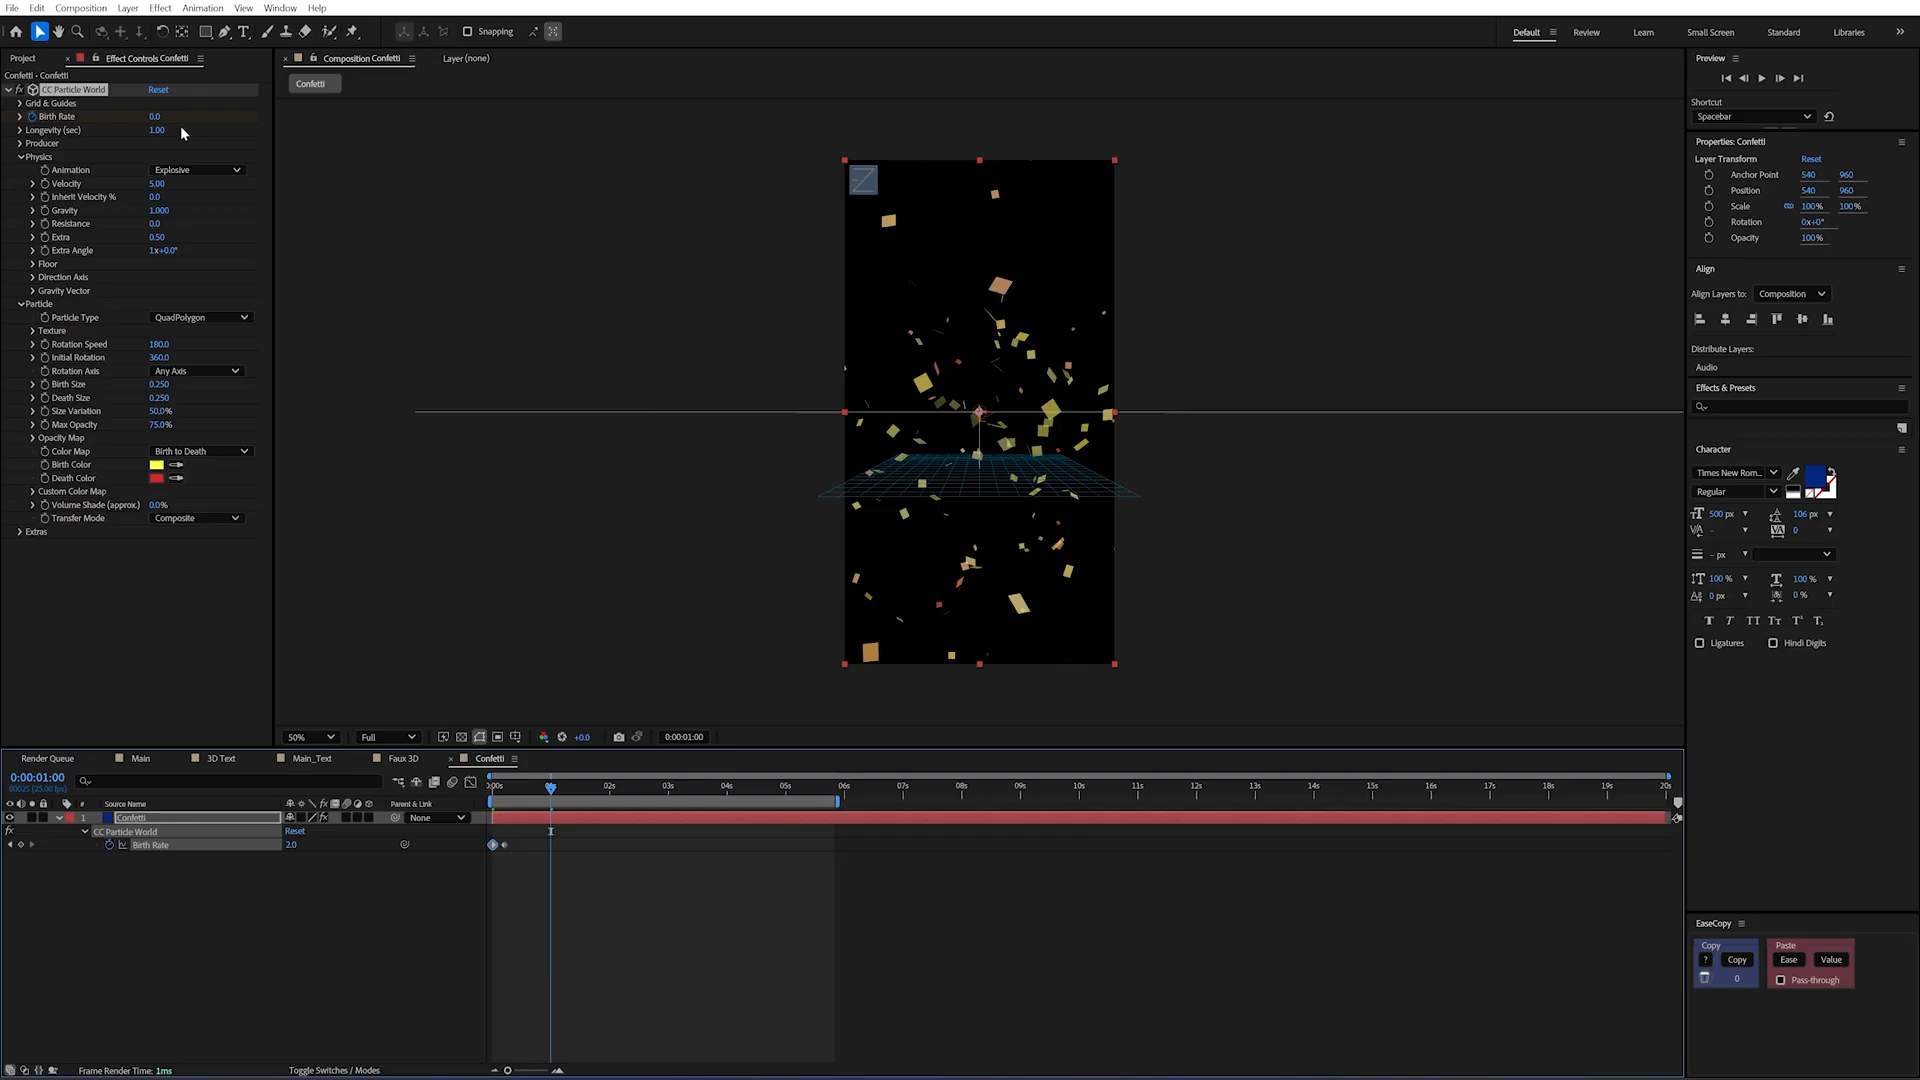 File Edit Composition Layer Effect Animation View Window Help
Snapping
Default Review Learn Small Screen Standard Libraries
Project Effect Controls Confetti
Confetti • Confetti
fx CC Particle World Reset
Grid & Guides
Birth Rate 0.0
Longevity (sec) 1.00
Producer
Physics
Animation Explosive
Velocity 5.00
Inherit Velocity % 0.0
Gravity 1.000
Resistance 0.0
Extra 0.50
Extra Angle 1x+0.0°
Floor
Direction Axis
Gravity Vector
Particle
Particle Type QuadPolygon
Texture
Rotation Speed 180.0
Initial Rotation 360.0
Rotation Axis Any Axis
Birth Size 0.250
Death Size 0.250
Size Variation 50.0%
Max Opacity 75.0%
Opacity Map
Color Map Birth to Death
Birth Color
Death Color
Custom Color Map
Volume Shade (approx.) 0.0%
Transfer Mode Composite
Extras
Composition Confetti Layer (none)
Confetti
50% Full +0.0 0:00:01:00
Preview
Shortcut
Spacebar
Properties: Confetti
Layer Transform Reset
Anchor Point 540 960
Position 540 960
Scale 100% 100%
Rotation 0x+0°
Opacity 100%
Align
Align Layers to: Composition
Distribute Layers:
Audio
Effects & Presets
Character
Times New Rom...
Regular
500 px 106 px
0
- px
100 % 100 %
0 px 0 %
Ligatures Hindi Digits
EaseCopy
Copy Paste
? Copy Ease Value
0 Pass-through
Render Queue Main 3D Text Main_Text Faux 3D Confetti
0:00:01:00
00025 (25.00 fps)
# Source Name Parent & Link
1 Confetti None
fx CC Particle World Reset
Birth Rate 2.0
:00s 02s 03s 04s 05s 06s 07s 08s 09s 10s 11s 12s 13s 14s 15s 16s 17s 18s 19s 20s
Frame Render Time: 1ms Toggle Switches / Modes